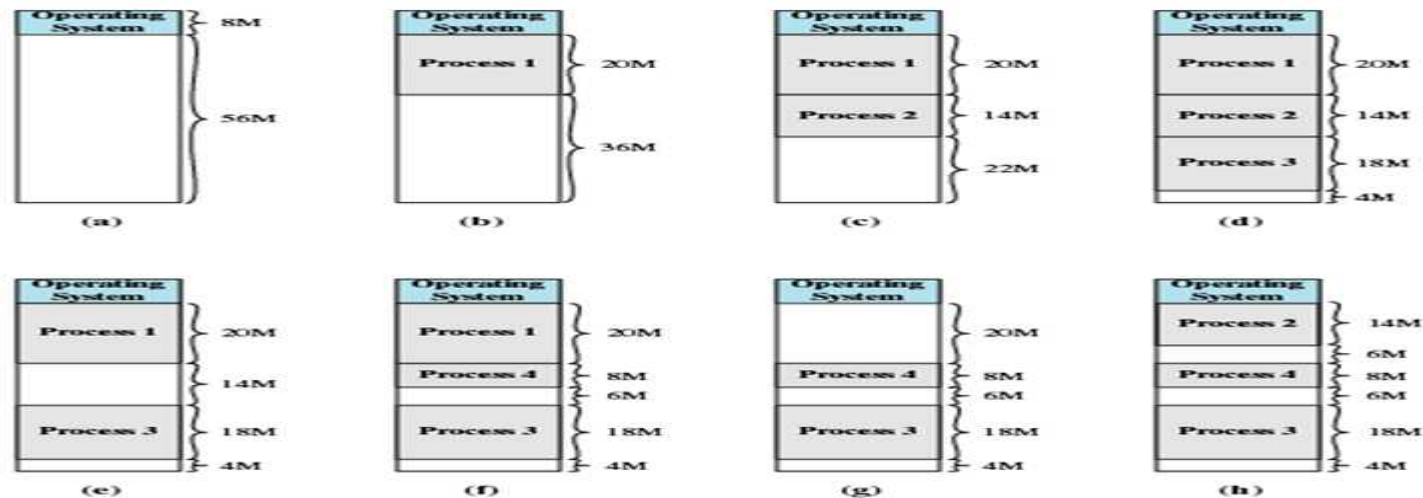 Operating
System
8M
56M
(a)
Operating
System
Process 1
20M
36M
(b)
Operating
System
Process 1
20M
Process 2
14M
22M
(c)
Operating
System
Process 1
20M
Process 2
14M
Process 3
18M
4M
(d)
Operating
System
Process 1
20M
14M
Process 3
18M
4M
(e)
Operating
System
Process 1
20M
Process 4
8M
6M
Process 3
18M
4M
(f)
Operating
System
20M
Process 4
8M
6M
Process 3
18M
4M
(g)
Operating
System
Process 2
14M
6M
Process 4
8M
6M
Process 3
18M
4M
(h)